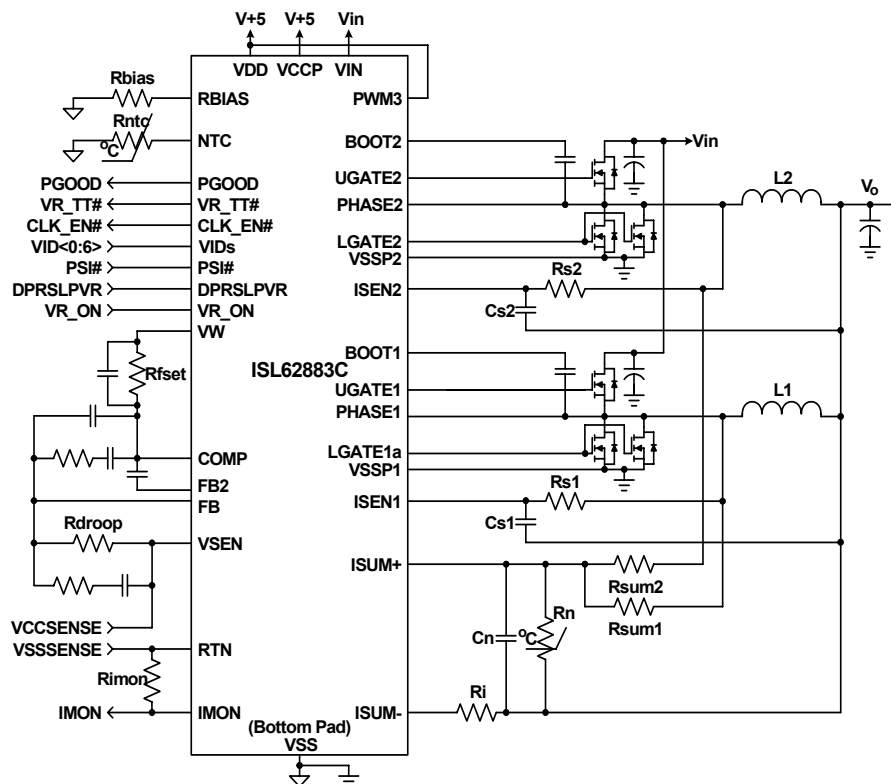 V+5 V+5 Vin
VDD VCCP VIN
Rbias
RBIAS PWM3
Rntc
ºC
NTC BOOT2 Vin
UGATE2
L2
PGOOD PGOOD
VR_TT# VR_TT# PHASE2 Vo
CLK_EN# CLK_EN#
VID<0:6> VIDs LGATE2
VSSP2
PSI# PSI# Rs2
DPRSLPVR DPRSLPVR ISEN2
VR_ON VR_ON Cs2
VW
BOOT1
Rfset ISL62883C
UGATE1 L1
PHASE1
COMP LGATE1a
VSSP1
FB2 Rs1
FB ISEN1
Cs1
Rdroop
VSEN
ISUM+
Rsum2
Rn
VCCSENSE Rsum1
Cn ºC
VSSSENSE RTN
Rimon Ri
IMON IMON ISUM-
(Bottom Pad)
VSS